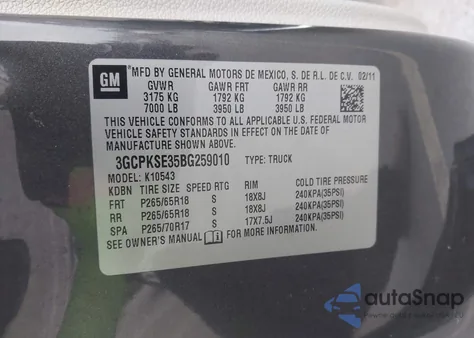 GM
MFD BY GENERAL MOTORS DE MEXICO, S. DE R.L. DE C.V. 02/11
GVWR GAWR FRT GAWR RR
3175 KG 1792 KG 1792 KG
7000 LB 3950 LB 3950 LB
THIS VEHICLE CONFORMS TO ALL APPLICABLE U.S. FEDERAL MOTOR
VEHICLE SAFETY STANDARDS IN EFFECT ON THE DATE OF
MANUFACTURE SHOWN ABOVE.
3GCPKSE35BG259010 TYPE: TRUCK
MODEL: K10543
KDBN TIRE SIZE SPEED RTG RIM COLD TIRE PRESSURE
FRT P265/65R18 S 18X8J 240KPA(35PSI)
RR P265/65R18 S 18X8J 240KPA(35PSI)
SPA P265/70R17 S 17X7.5J 240KPA(35PSI)
SEE OWNER'S MANUAL FOR MORE INFORMATION
autoSnap